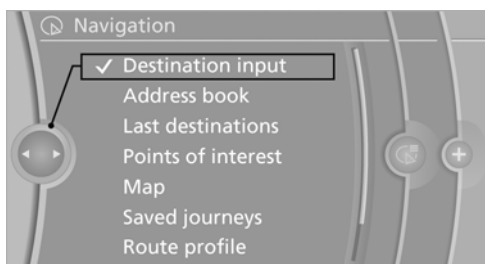 Navigation
Destination input
Address book
Last destinations
Points of interest
Map
Saved journeys
Route profile